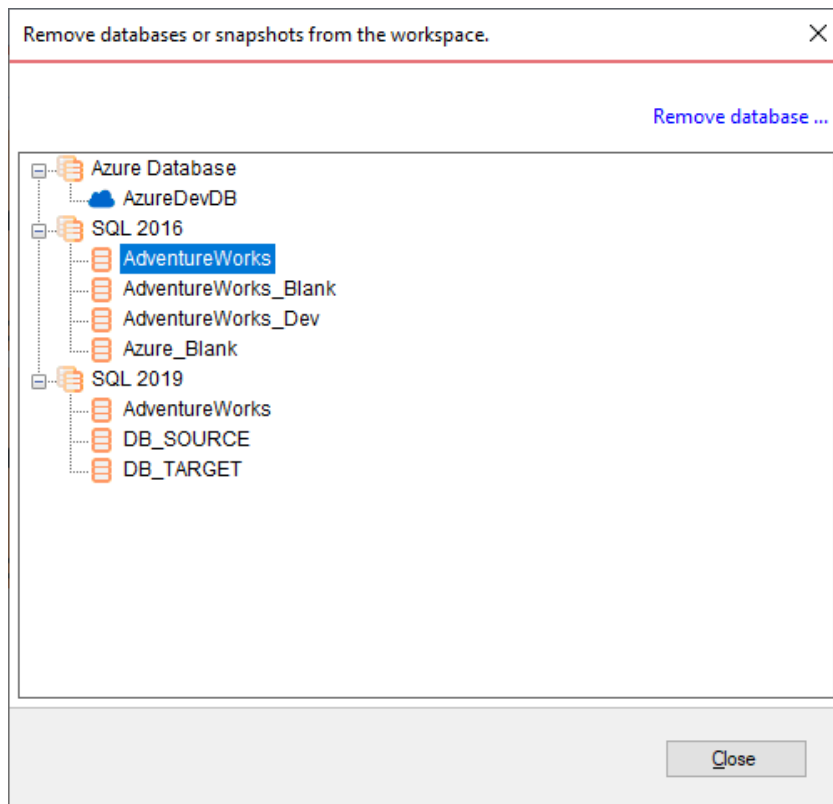 Remove databases or snapshots from the workspace.
Remove database ...
Azure Database
AzureDevDB
SQL 2016
AdventureWorks
AdventureWorks_Blank
AdventureWorks_Dev
Azure_Blank
SQL 2019
AdventureWorks
DB_SOURCE
DB_TARGET
Close